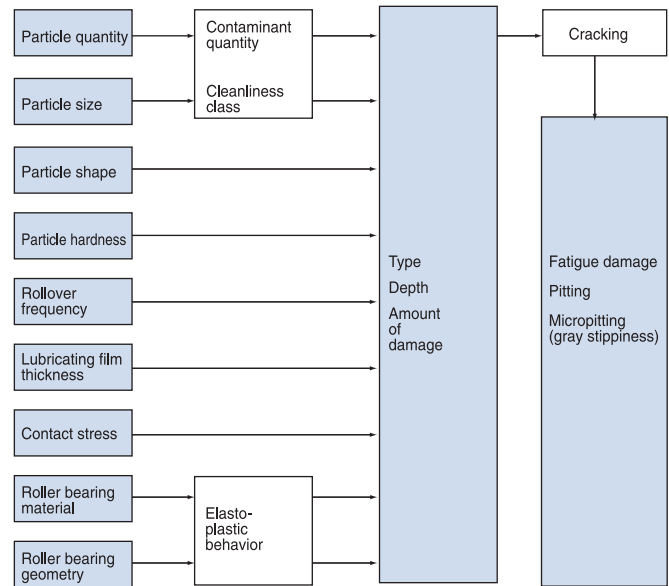 Particle quantity
Contaminant
quantity
Cracking
Particle size
Cleanliness
class
Particle shape
Particle hardness
Rollover
frequency
Lubricating film
thickness
Contact stress
Roller bearing
material
Roller bearing
geometry
Elasto-
plastic
behavior
Type
Depth
Amount
of
damage
Fatigue damage
Pitting
Micropitting
(gray stippiness)